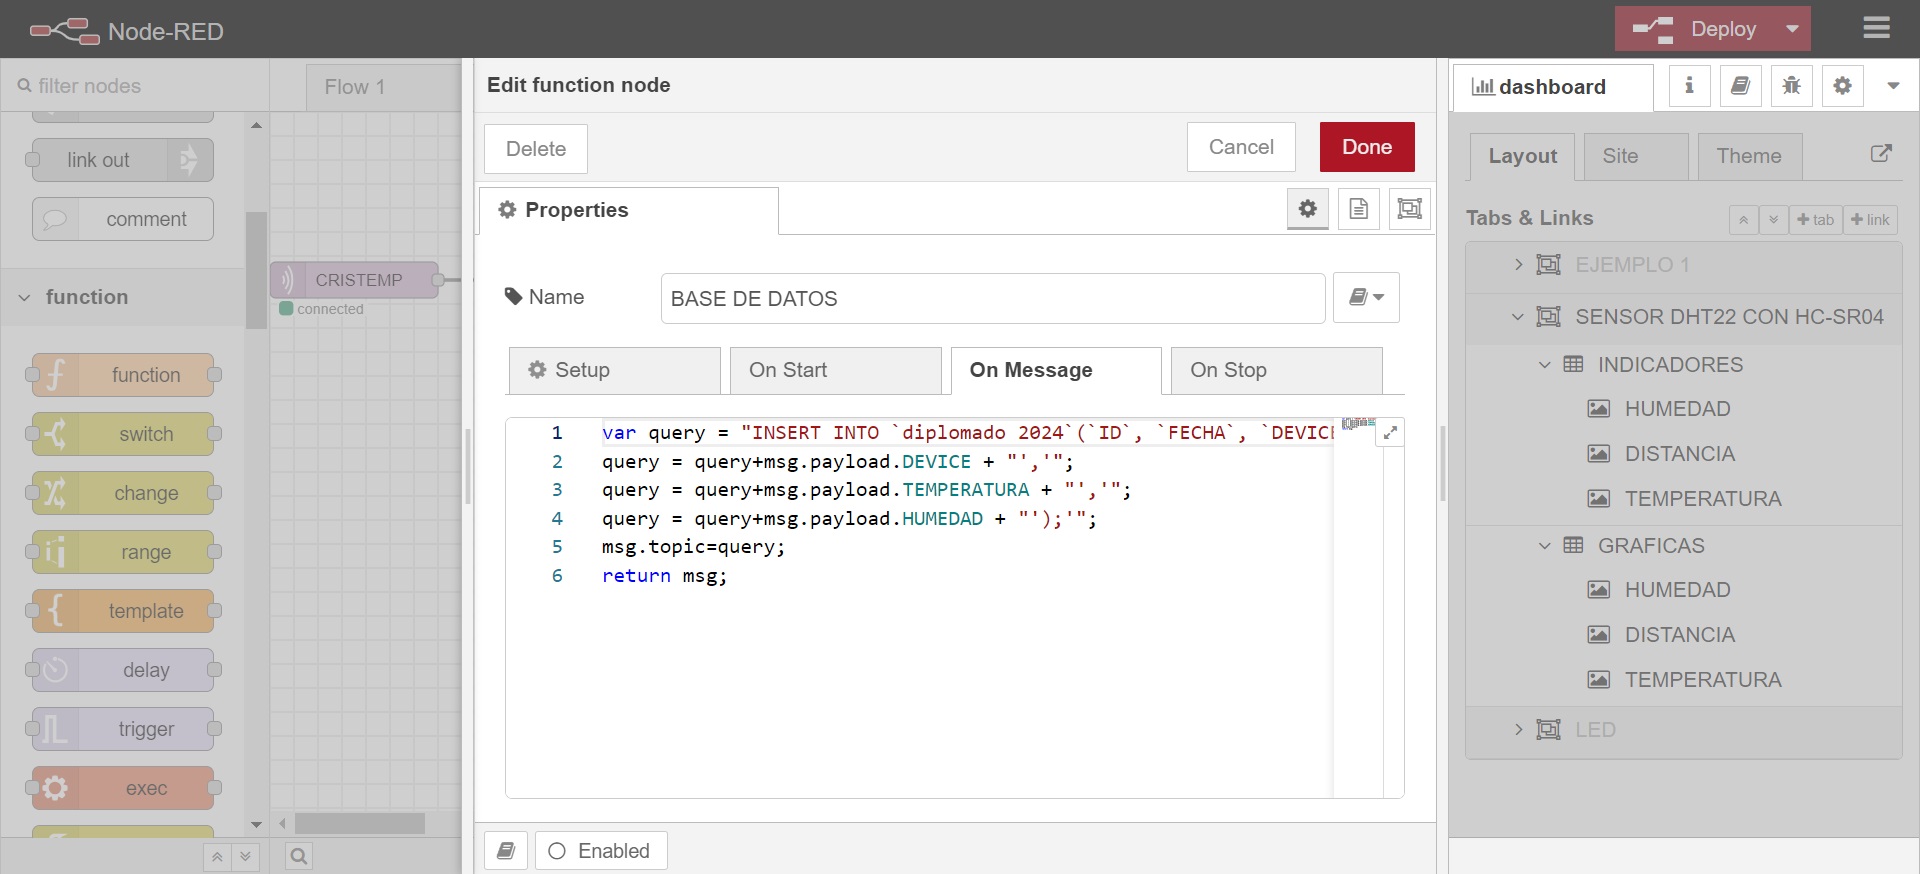 Node-RED
Deploy
filter nodes
Flow 1
link out
comment
function
function
switch
change
range
template
delay
trigger
exec
CRISTEMP
connected
Edit function node
Delete
Cancel
Done
Properties
Name
BASE DE DATOS
Setup
On Start
On Message
On Stop
1 var query = "INSERT INTO `diplomado 2024`(`ID`, `FECHA`, `DEVICE
2 query = query+msg.payload.DEVICE + "','";
3 query = query+msg.payload.TEMPERATURA + "','";
4 query = query+msg.payload.HUMEDAD + "');'";
5 msg.topic=query;
6 return msg;
Enabled
dashboard
Layout
Site
Theme
Tabs & Links
tab
link
EJEMPLO 1
SENSOR DHT22 CON HC-SR04
INDICADORES
HUMEDAD
DISTANCIA
TEMPERATURA
GRAFICAS
HUMEDAD
DISTANCIA
TEMPERATURA
LED